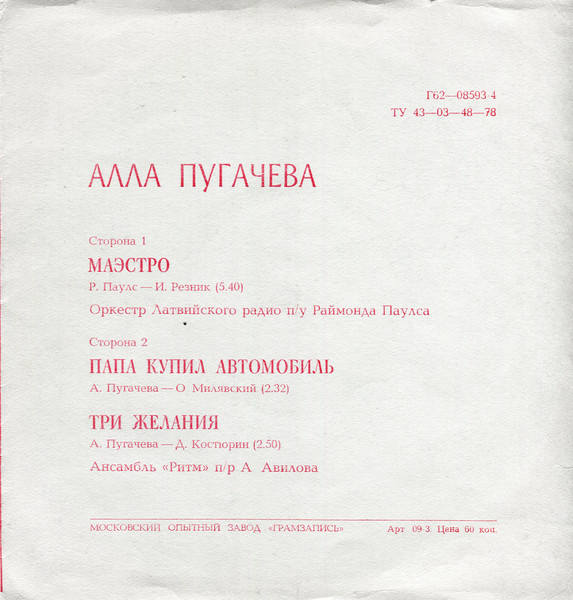 Г62—08593-4
ТУ 43—03—48—78
АЛЛА ПУГАЧЕВА
Сторона 1
МАЭСТРО
Р. Паулс — И. Резник (5.40)
Оркестр Латвийского радио п/у Раймонда Паулса
Сторона 2
ПАПА КУПИЛ АВТОМОБИЛЬ
А. Пугачева — О. Милявский (2.32)
ТРИ ЖЕЛАНИЯ
А. Пугачева — Д. Костюрин (2.50)
Ансамбль «Ритм» п/р А. Авилова
МОСКОВСКИЙ ОПЫТНЫЙ ЗАВОД «ГРАМЗАПИСЬ» Арт. 09-3. Цена 60 коп.